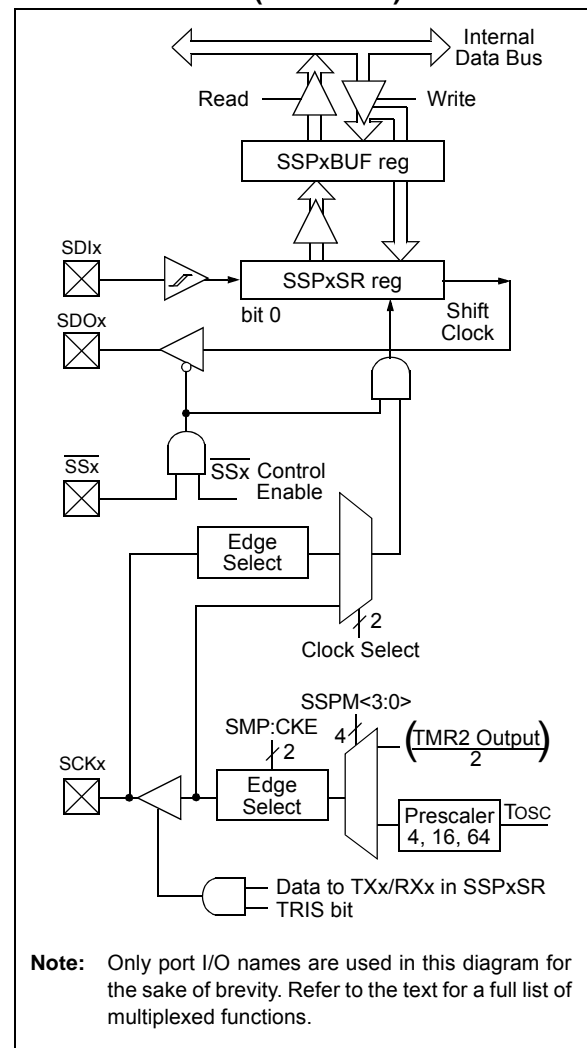 Internal
Data Bus
Read
Write
SSPxBUF reg
SDIx
SSPxSR reg
bit 0
Shift
Clock
SDOx
SSx
SSx Control
Enable
Edge
Select
2
Clock Select
SSPM<3:0>
SMP:CKE
4
2
(TMR2 Output)
2
SCKx
Edge
Select
Prescaler
4, 16, 64
TOSC
Data to TXx/RXx in SSPxSR
TRIS bit
Note: Only port I/O names are used in this diagram for
the sake of brevity. Refer to the text for a full list of
multiplexed functions.